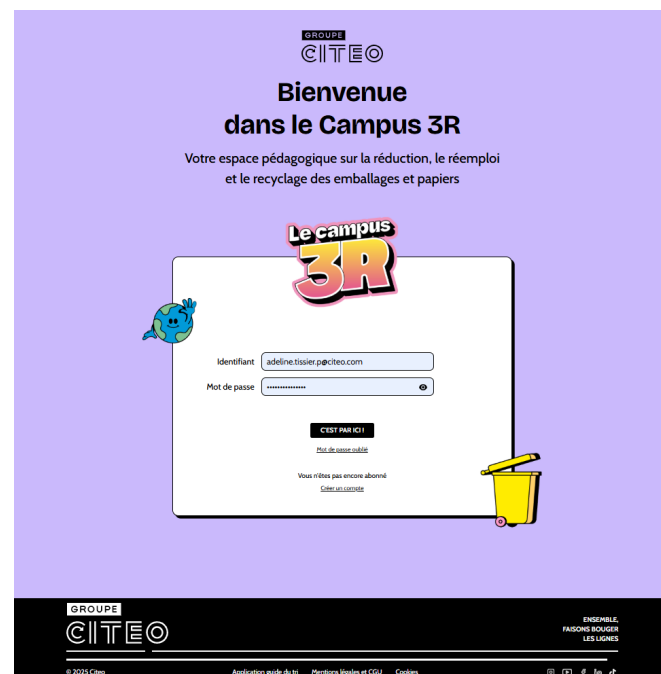 GROUPE
CITEO
Bienvenue
dans le Campus 3R
Votre espace pédagogique sur la réduction, le réemploi
et le recyclage des emballages et papiers
Le campus
3R
Identifiant adeline.tissier.p@citeo.com
Mot de passe •••••••••••••••
C'EST PAR ICI !
Mot de passe oublié
Vous n'êtes pas encore abonné
Créer un compte
GROUPE
CITEO
ENSEMBLE,
FAISONS BOUGER
LES LIGNES
© 2025 Citeo Application guide du tri Mentions légales et CGU Cookies